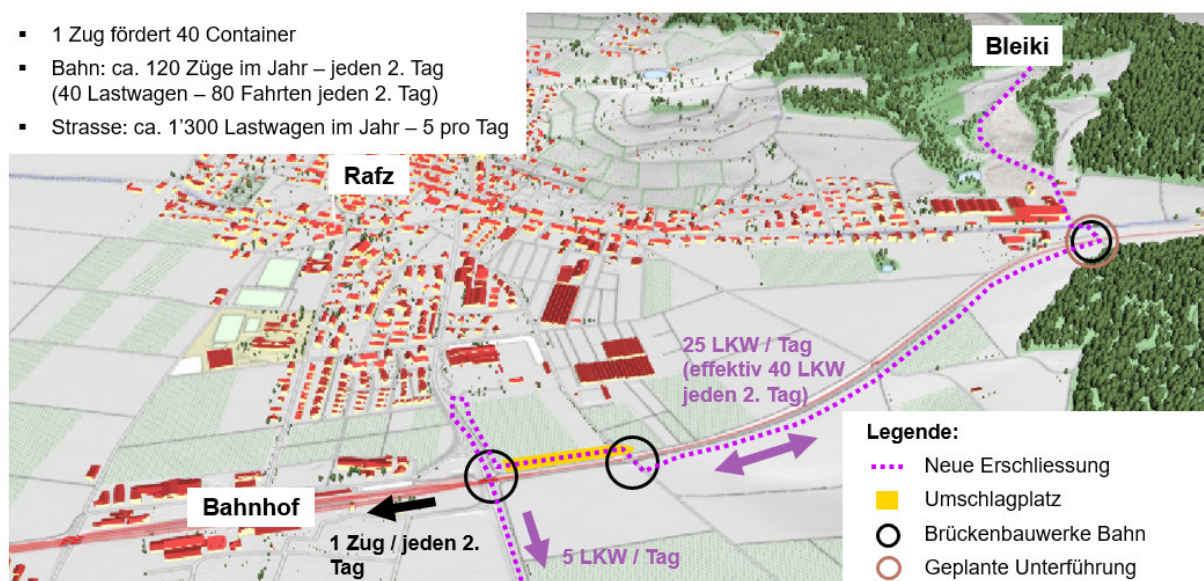 ▪ 1 Zug fördert 40 Container
▪ Bahn: ca. 120 Züge im Jahr – jeden 2. Tag
(40 Lastwagen – 80 Fahrten jeden 2. Tag)
▪ Strasse: ca. 1’300 Lastwagen im Jahr – 5 pro Tag
Bleiki
Rafz
25 LKW / Tag
(effektiv 40 LKW
jeden 2. Tag)
Bahnhof
1 Zug / jeden 2.
Tag
5 LKW / Tag
Legende:
Neue Erschliessung
Umschlagplatz
Brückenbauwerke Bahn
Geplante Unterführung